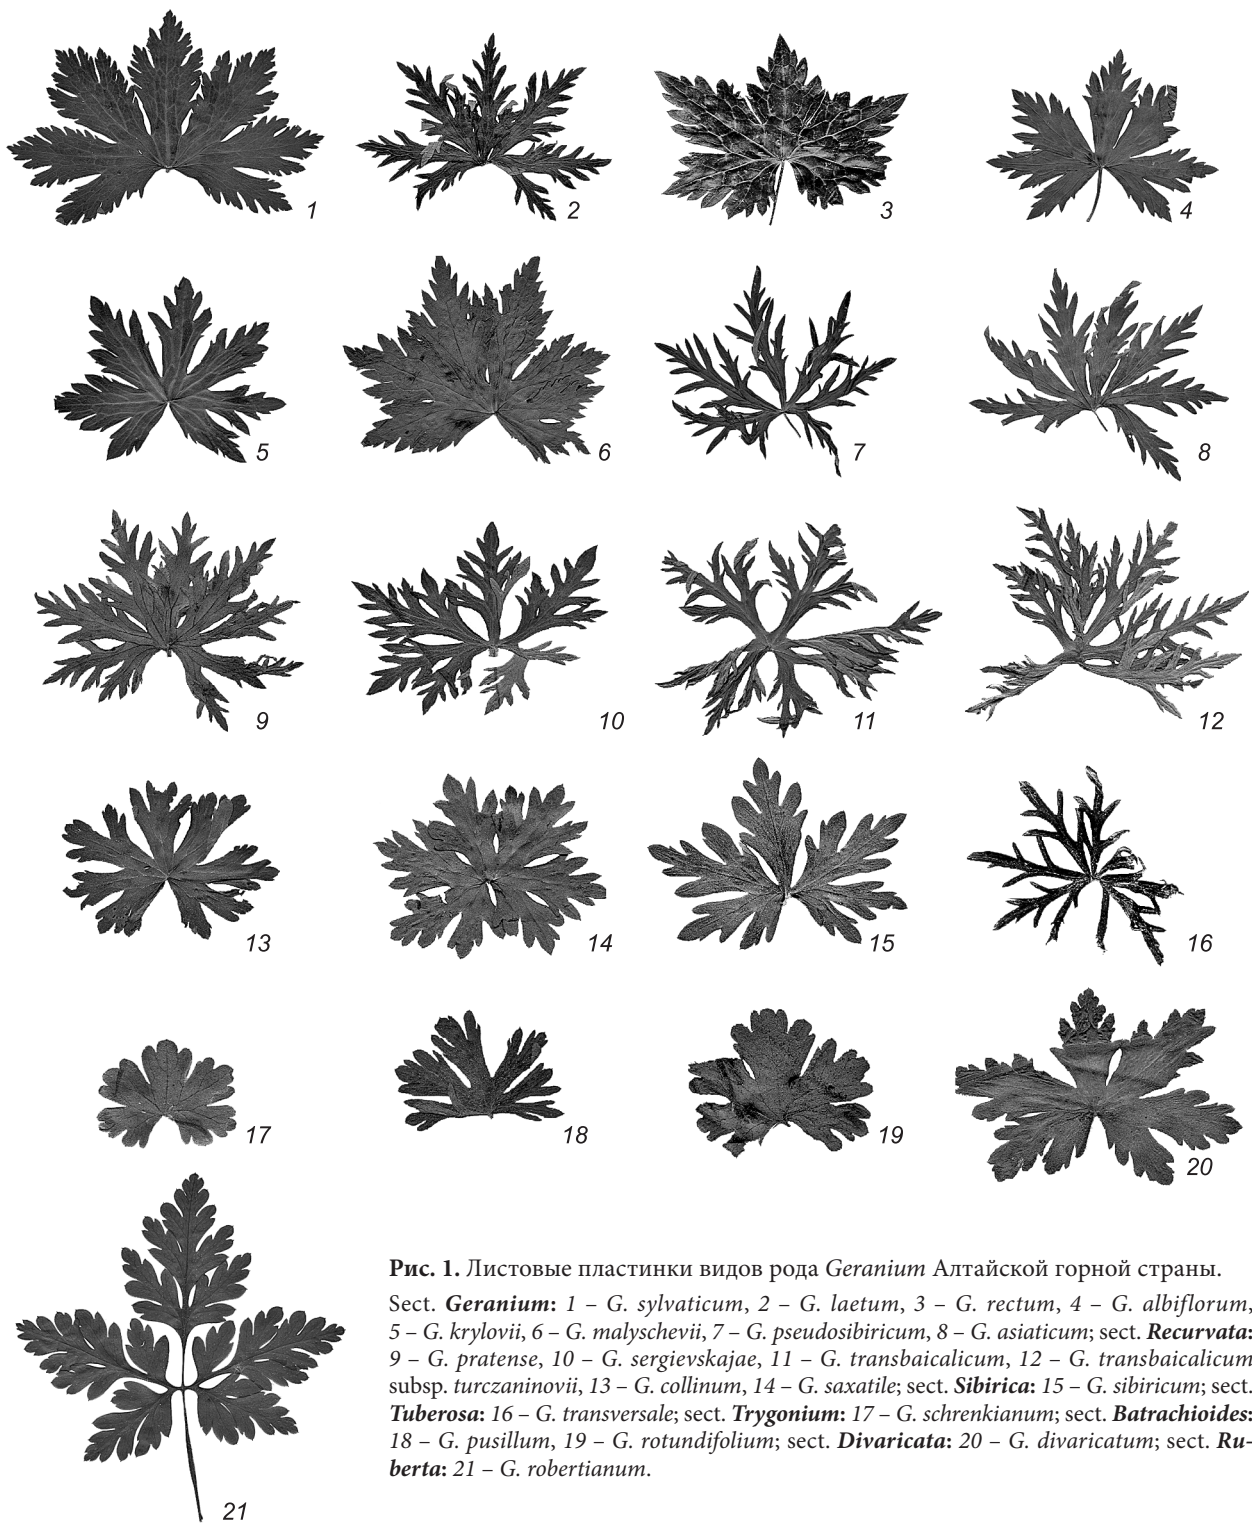 1
2
3
4
5
6
7
8
9
10
11
12
13
14
15
16
17
18
19
20
21
Рис. 1. Листовые пластинки видов рода Geranium Алтайской горной страны.
Sect. Geranium: 1 – G. sylvaticum, 2 – G. laetum, 3 – G. rectum, 4 – G. albiflorum,
5 – G. krylovii, 6 – G. malyschevii, 7 – G. pseudosibiricum, 8 – G. asiaticum; sect. Recurvata:
9 – G. pratense, 10 – G. sergievskajae, 11 – G. transbaicalicum, 12 – G. transbaicalicum
subsp. turczaninovii, 13 – G. collinum, 14 – G. saxatile; sect. Sibirica: 15 – G. sibiricum; sect.
Tuberosa: 16 – G. transversale; sect. Trygonium: 17 – G. schrenkianum; sect. Batrachioides:
18 – G. pusillum, 19 – G. rotundifolium; sect. Divaricata: 20 – G. divaricatum; sect. Ru-
berta: 21 – G. robertianum.